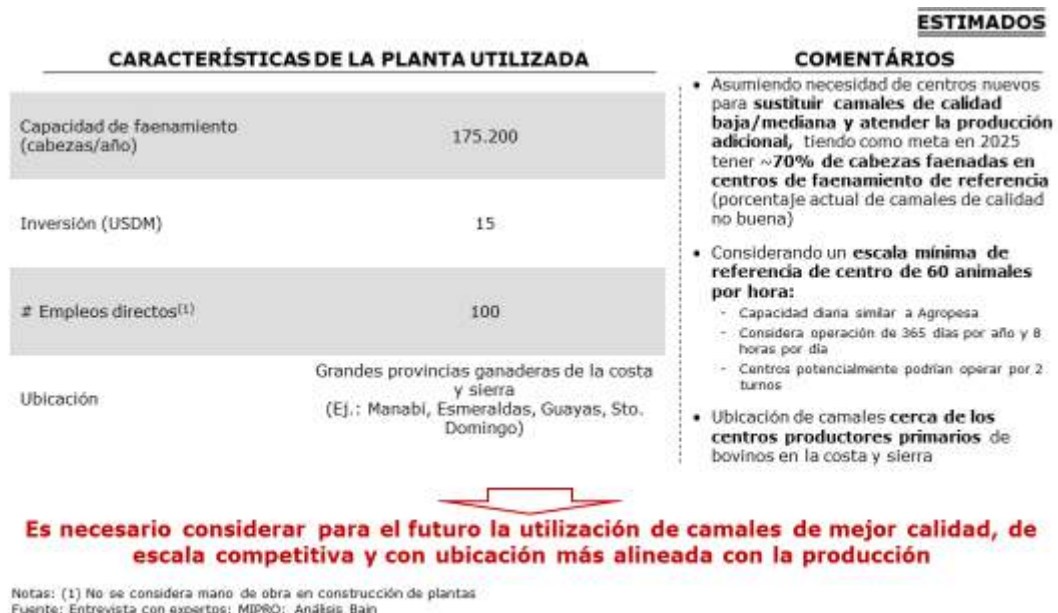 ESTIMADOS
CARACTERÍSTICAS DE LA PLANTA UTILIZADA
Capacidad de faenamiento
(cabezas/año)
175.200
Inversión (USDM)
15
# Empleos directos(1)
100
Ubicación
Grandes provincias ganaderas de la costa
y sierra
(Ej.: Manabi, Esmeraldas, Guayas, Sto.
Domingo)
COMENTÁRIOS
• Asumiendo necesidad de centros nuevos
para sustituir camales de calidad
baja/mediana y atender la producción
adicional, tiendo como meta en 2025
tener ~70% de cabezas faenadas en
centros de faenamiento de referencia
(porcentaje actual de camales de calidad
no buena)
• Considerando un escala mínima de
referencia de centro de 60 animales
por hora:
- Capacidad diaria similar a Agropesa
- Considera operación de 365 días por año y 8
horas por día
- Centros potencialmente podrían operar por 2
turnos
• Ubicación de camales cerca de los
centros productores primarios de
bovinos en la costa y sierra
Es necesario considerar para el futuro la utilización de camales de mejor calidad, de
escala competitiva y con ubicación más alineada con la producción
Notas: (1) No se considera mano de obra en construcción de plantas
Fuente: Entrevista con expertos; MIPRO; Análisis Bain